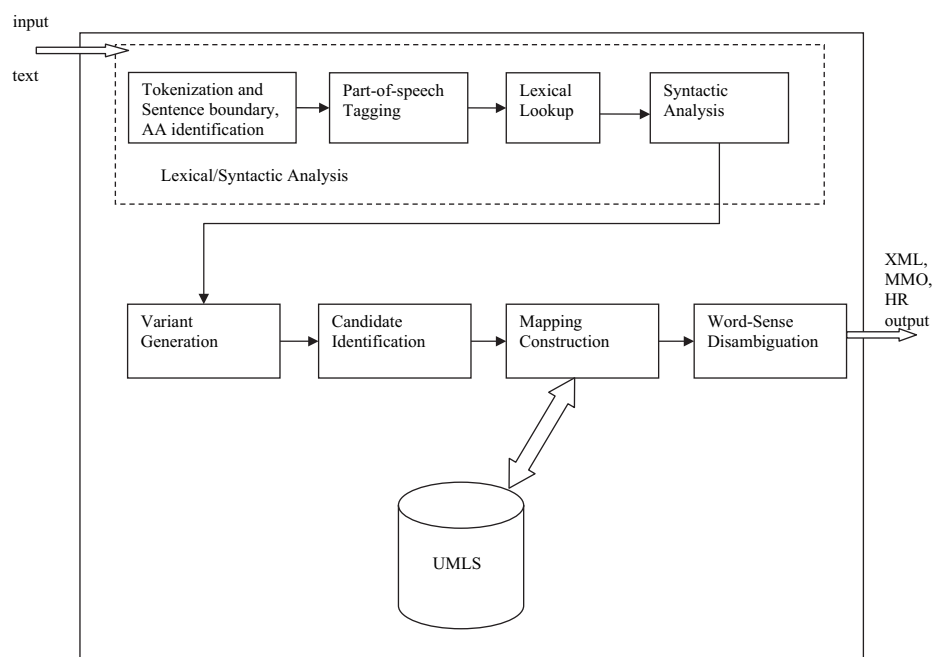 input
text
Tokenization and
Sentence boundary,
AA identification
Part-of-speech
Tagging
Lexical
Lookup
Syntactic
Analysis
Lexical/Syntactic Analysis
Variant
Generation
Candidate
Identification
Mapping
Construction
Word-Sense
Disambiguation
XML,
MMO,
HR
output
UMLS